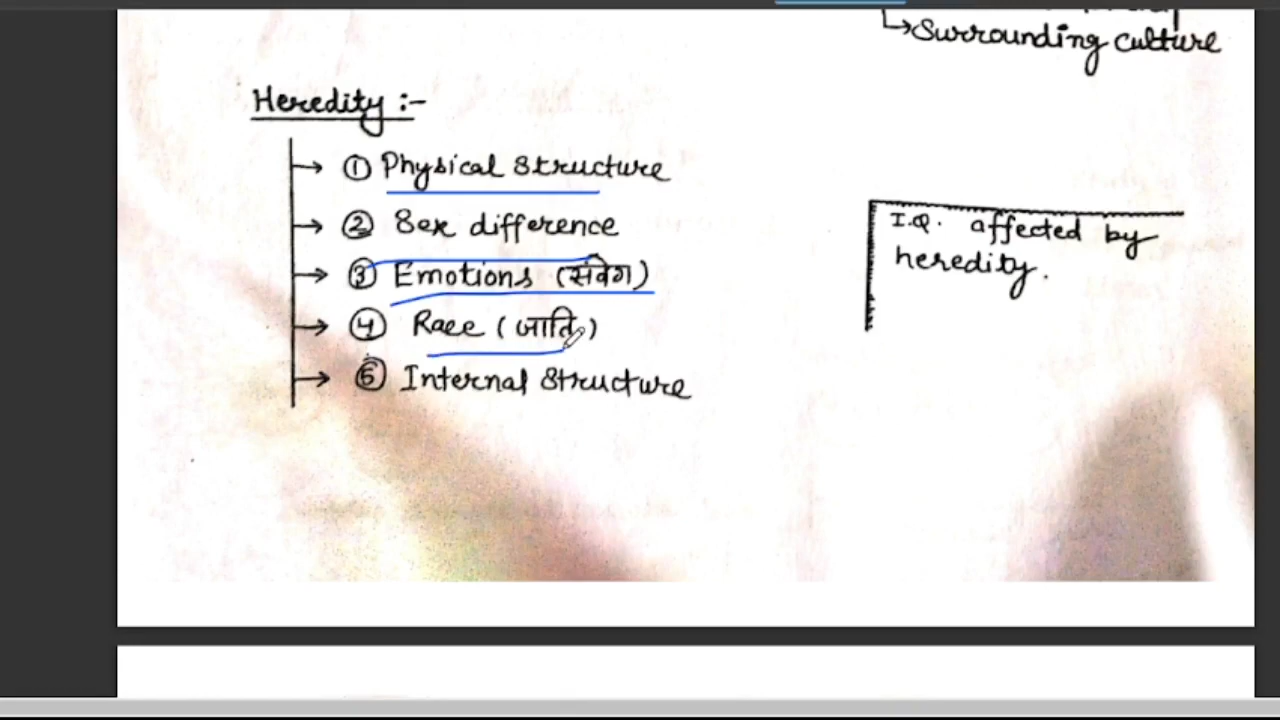 ↳Surrounding culture
Heredity :-
→ ① Physical Structure
→ ② Sex difference
→ ③ Emotions (संवेग)
→ ④ Race (जाति)
→ ⑤ Internal Structure
I.Q. affected by
heredity.